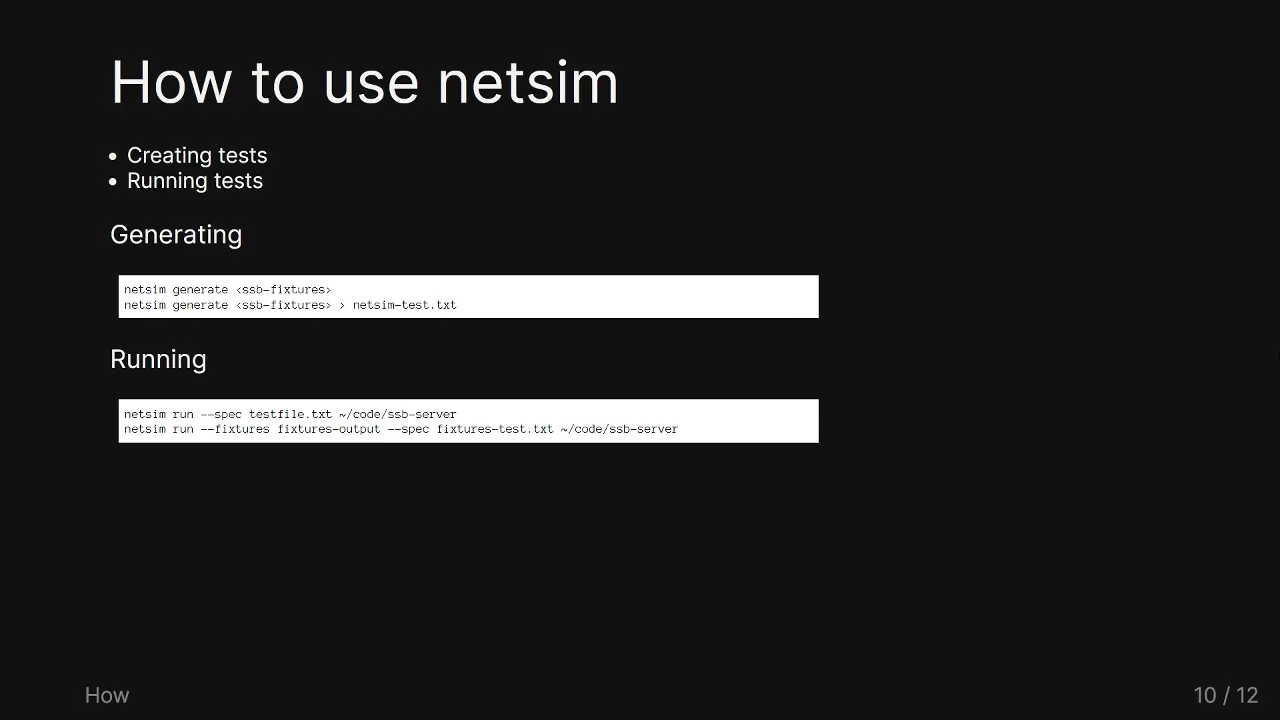 How to use netsim
• Creating tests
• Running tests
Generating
netsim generate <ssb-fixtures>
netsim generate <ssb-fixtures> > netsim-test.txt
Running
netsim run --spec testfile.txt ~/code/ssb-server
netsim run --fixtures fixtures-output --spec fixtures-test.txt ~/code/ssb-server
How
10 / 12